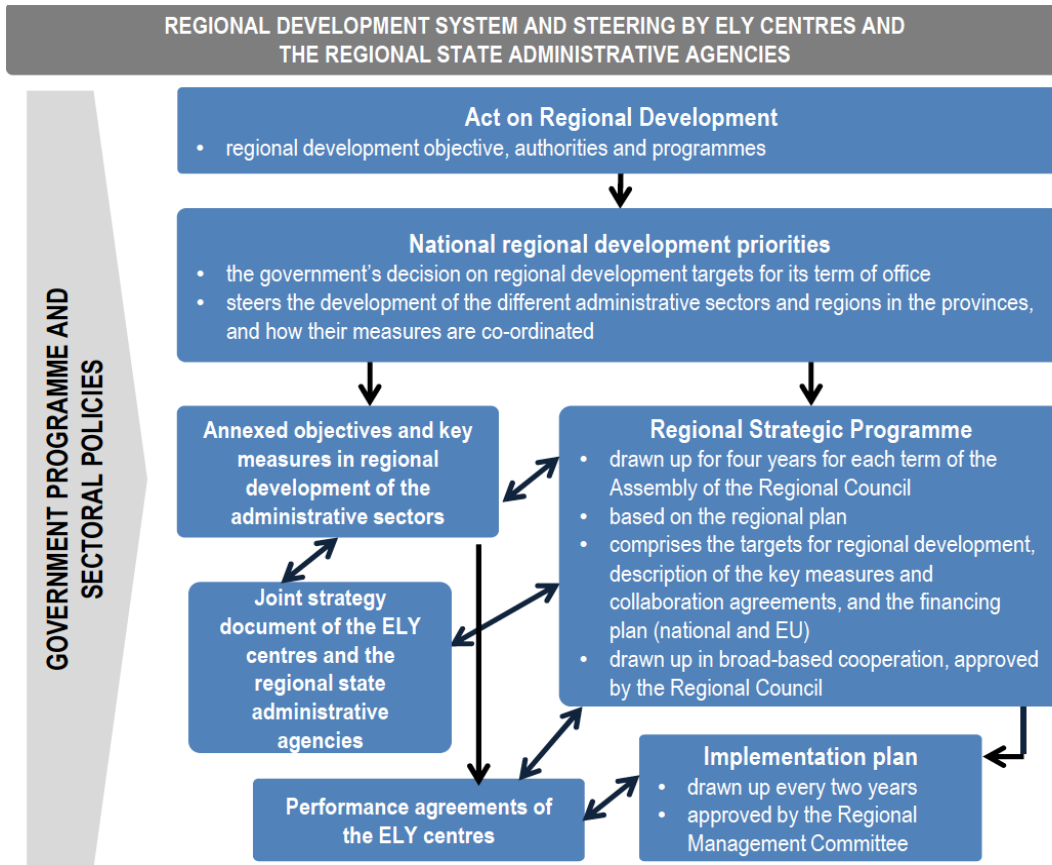 REGIONAL DEVELOPMENT SYSTEM AND STEERING BY ELY CENTRES AND
THE REGIONAL STATE ADMINISTRATIVE AGENCIES
GOVERNMENT PROGRAMME AND
SECTORAL POLICIES
Act on Regional Development
• regional development objective, authorities and programmes
National regional development priorities
• the government's decision on regional development targets for its term of office
• steers the development of the different administrative sectors and regions in the provinces,
and how their measures are co-ordinated
Annexed objectives and key
measures in regional
development of the
administrative sectors
Regional Strategic Programme
• drawn up for four years for each term of the
Assembly of the Regional Council
• based on the regional plan
• comprises the targets for regional development,
description of the key measures and
collaboration agreements, and the financing
plan (national and EU)
• drawn up in broad-based cooperation, approved
by the Regional Council
Joint strategy
document of the ELY
centres and the
regional state
administrative
agencies
Performance agreements of
the ELY centres
Implementation plan
• drawn up every two years
• approved by the Regional
Management Committee